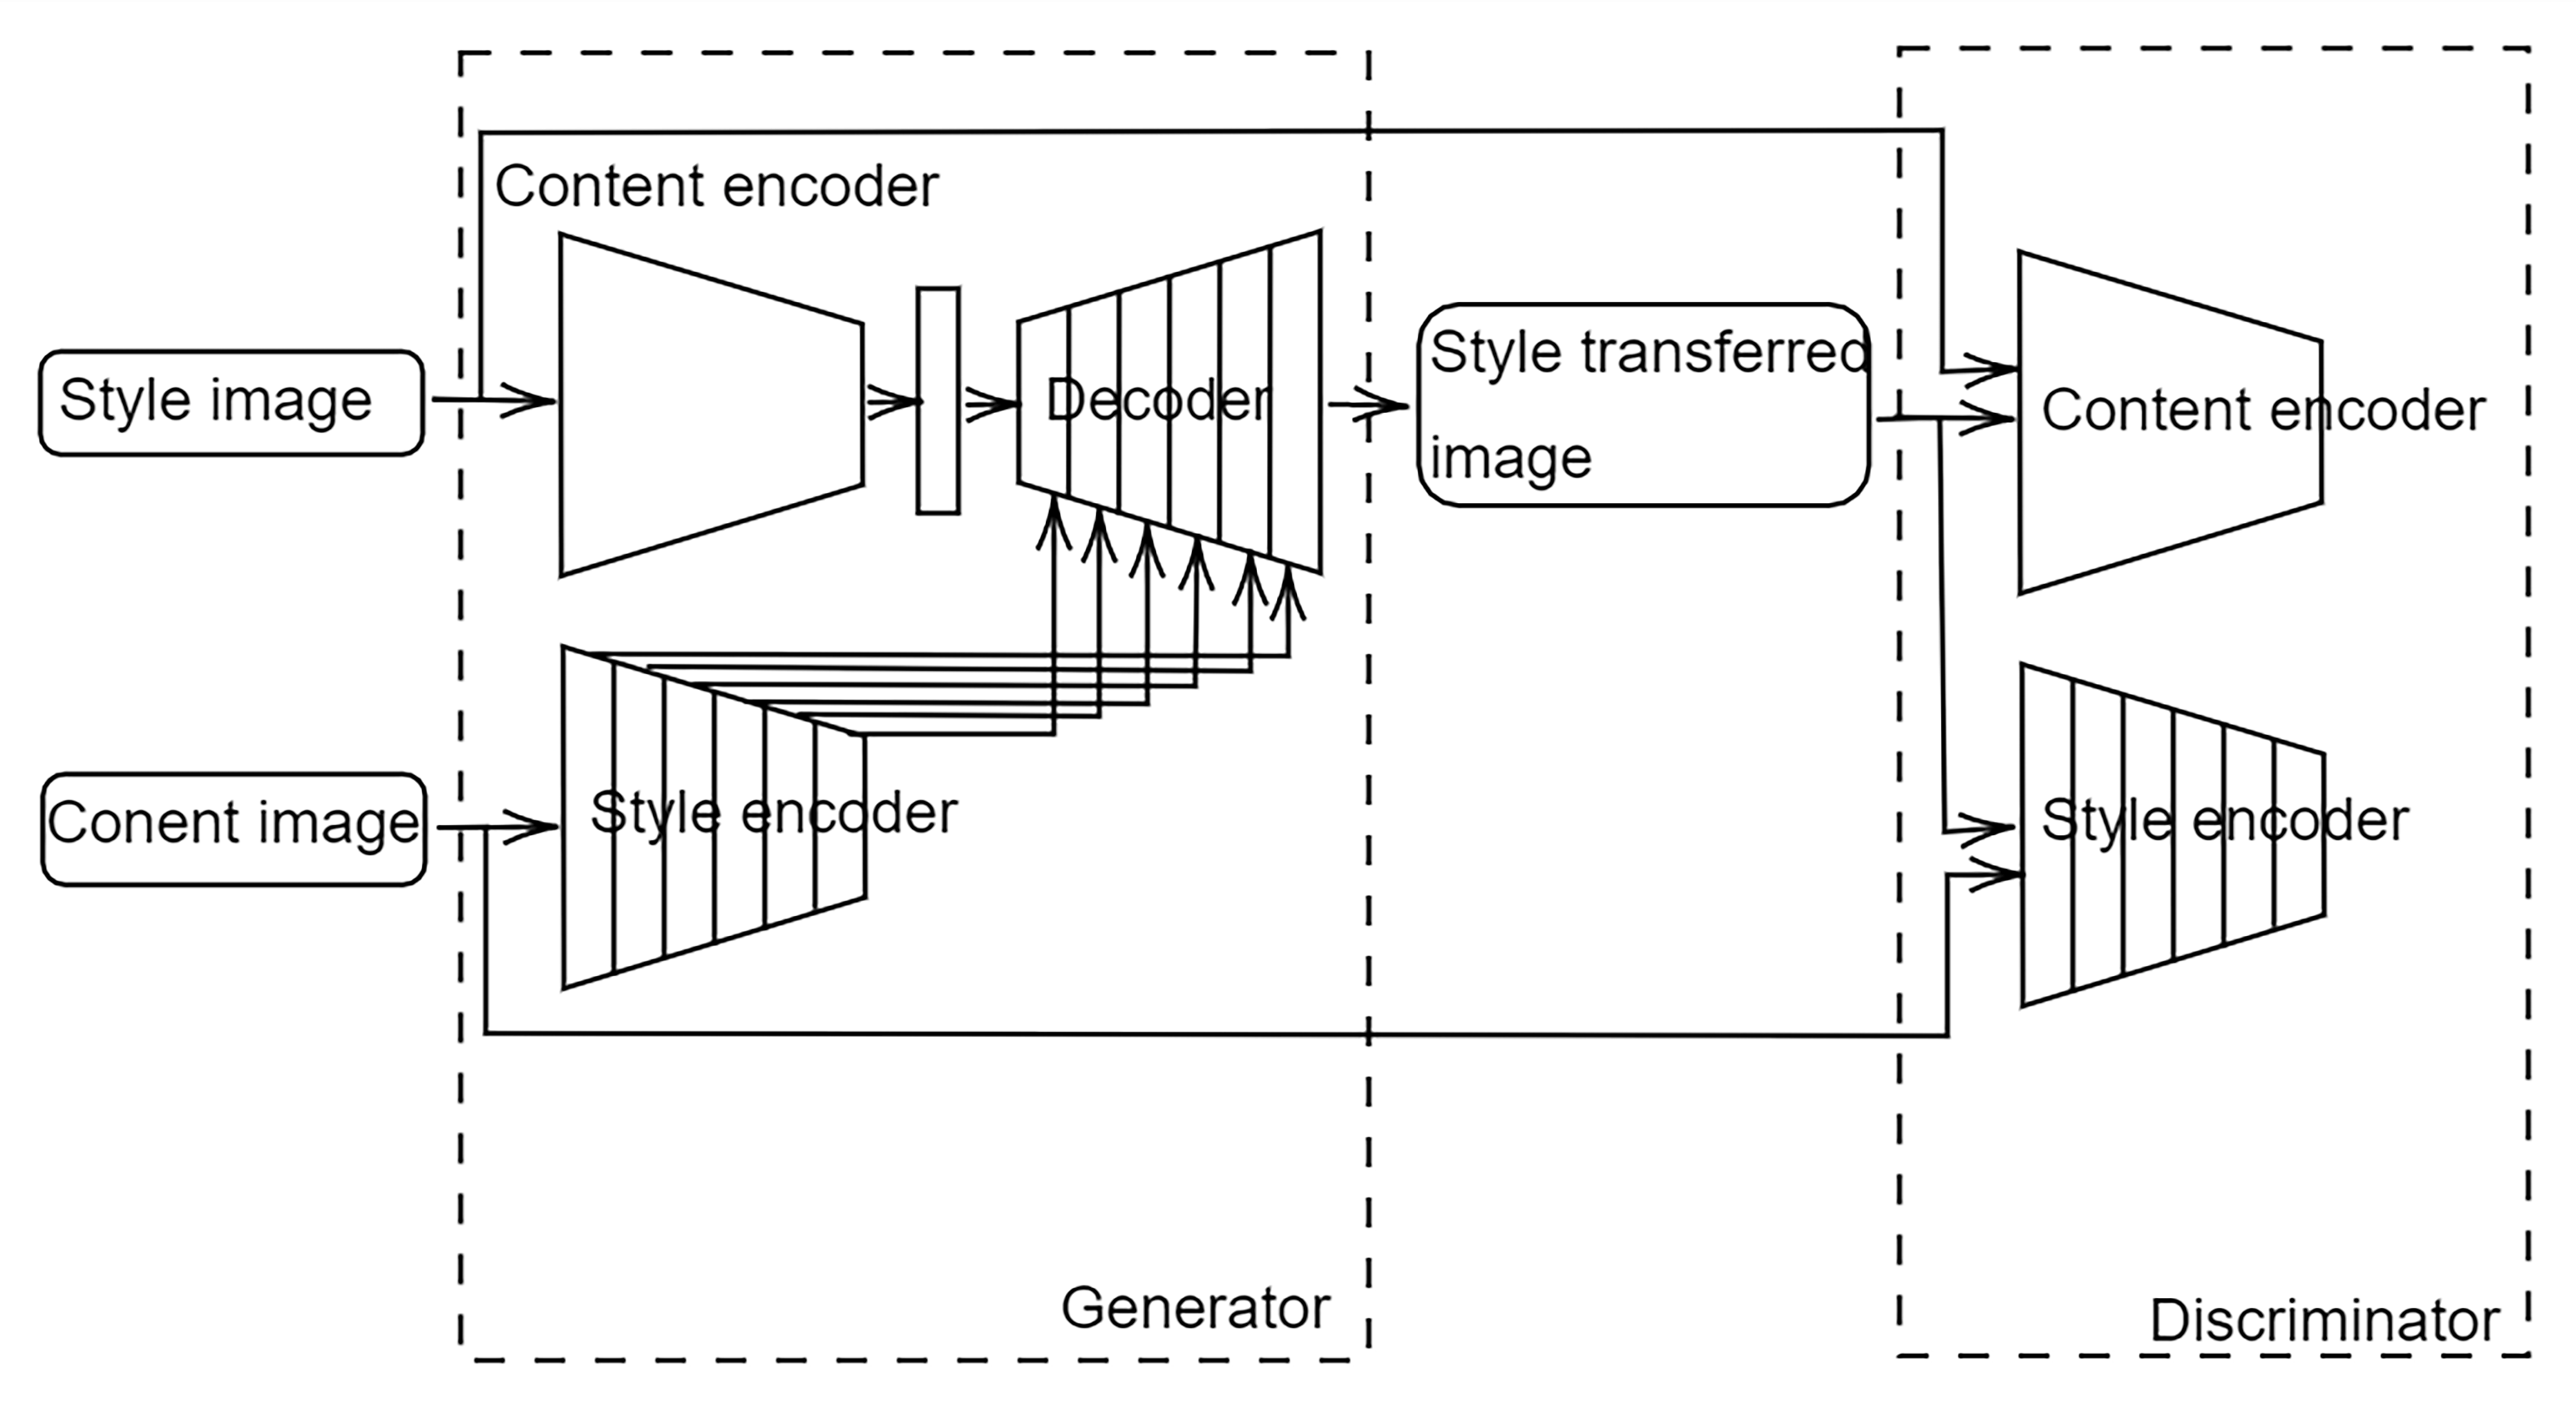 Content encoder
Style image
Decoder
Style transferred
image
Content encoder
Conent image
Style encoder
Style encoder
Generator
Discriminator